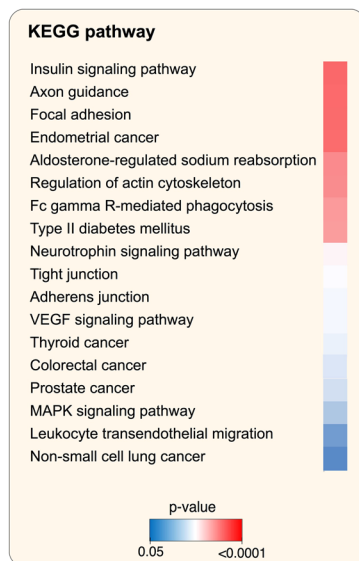 KEGG pathway
Insulin signaling pathway
Axon guidance
Focal adhesion
Endometrial cancer
Aldosterone-regulated sodium reabsorption
Regulation of actin cytoskeleton
Fc gamma R-mediated phagocytosis
Type II diabetes mellitus
Neurotrophin signaling pathway
Tight junction
Adherens junction
VEGF signaling pathway
Thyroid cancer
Colorectal cancer
Prostate cancer
MAPK signaling pathway
Leukocyte transendothelial migration
Non-small cell lung cancer
p-value
0.05 <0.0001